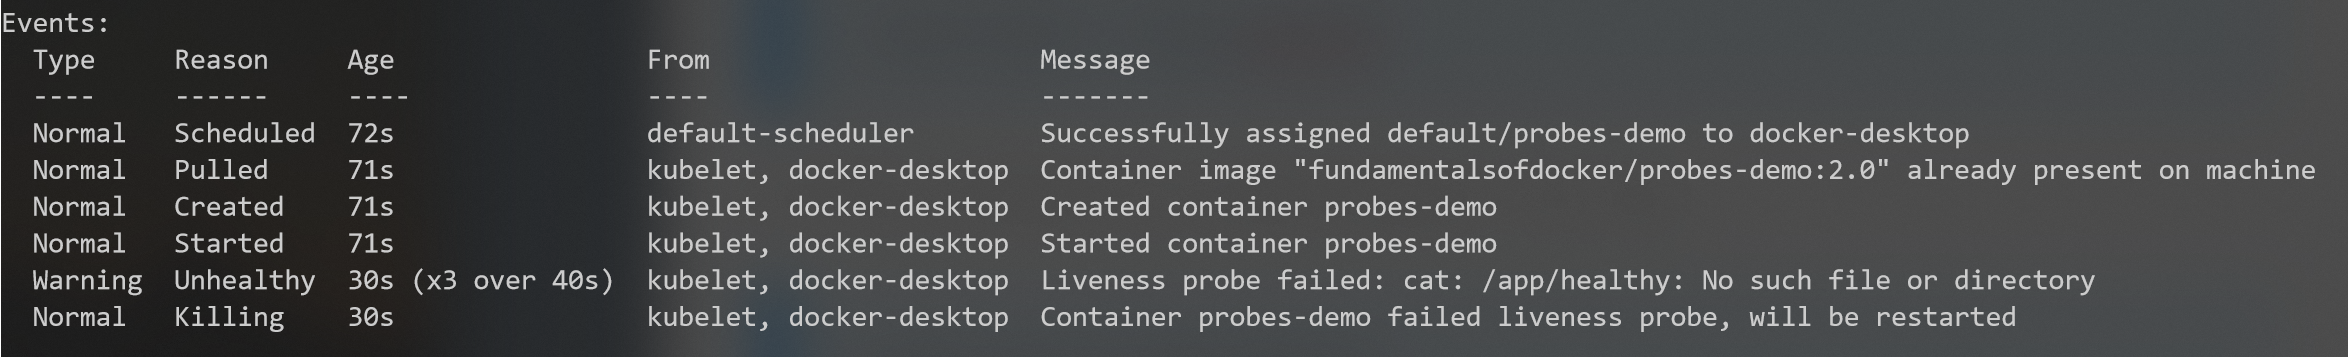 Events:
Type Reason Age From Message
---- ------ ---- ---- -------
Normal Scheduled 72s default-scheduler Successfully assigned default/probes-demo to docker-desktop
Normal Pulled 71s kubelet, docker-desktop Container image "fundamentalsofdocker/probes-demo:2.0" already present on machine
Normal Created 71s kubelet, docker-desktop Created container probes-demo
Normal Started 71s kubelet, docker-desktop Started container probes-demo
Warning Unhealthy 30s (x3 over 40s) kubelet, docker-desktop Liveness probe failed: cat: /app/healthy: No such file or directory
Normal Killing 30s kubelet, docker-desktop Container probes-demo failed liveness probe, will be restarted